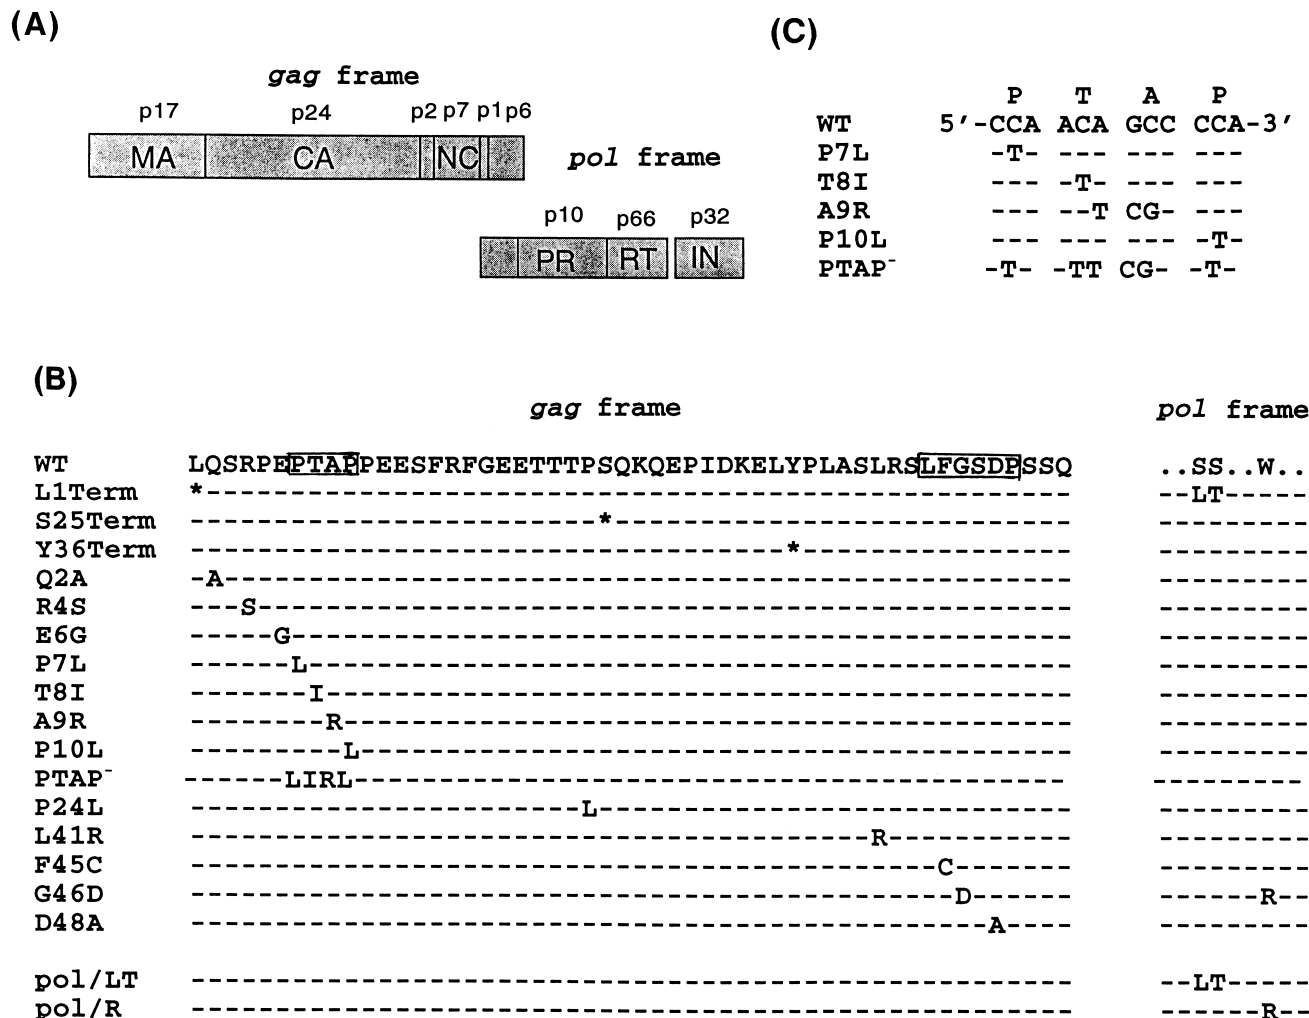 (A)
gag frame
p17 p24 p2 p7 p1 p6
MA CA NC
pol frame
p10 p66 p32
PR RT IN
(C)
P T A P
WT 5'-CCA ACA GCC CCA-3'
P7L -T- --- --- ---
T8I --- -T- --- ---
A9R --- --T CG- ---
P10L --- --- --- -T-
PTAP⁻ -T- -TT CG- -T-
(B)
gag frame pol frame
WT LQSRPEPTAPPEESFRFGEETTTPSQKQEPIDKELYPLASLRSLFGSDPSSQ ..SS..W..
L1Term *--------------------------------------------------- --LT-----
S25Term ------------------------*--------------------------- ---------
Y36Term -----------------------------------*---------------- ---------
Q2A -A-------------------------------------------------- ---------
R4S ---S------------------------------------------------ ---------
E6G -----G---------------------------------------------- ---------
P7L ------L--------------------------------------------- ---------
T8I -------I-------------------------------------------- ---------
A9R --------R------------------------------------------- ---------
P10L ---------L------------------------------------------ ---------
PTAP⁻ ------LIRL------------------------------------------ ---------
P24L -----------------------L---------------------------- ---------
L41R ----------------------------------------R----------- ---------
F45C --------------------------------------------C------- ---------
G46D ---------------------------------------------D------ ------R--
D48A -----------------------------------------------A---- ---------
pol/LT ---------------------------------------------------- --LT-----
pol/R ---------------------------------------------------- ------R--